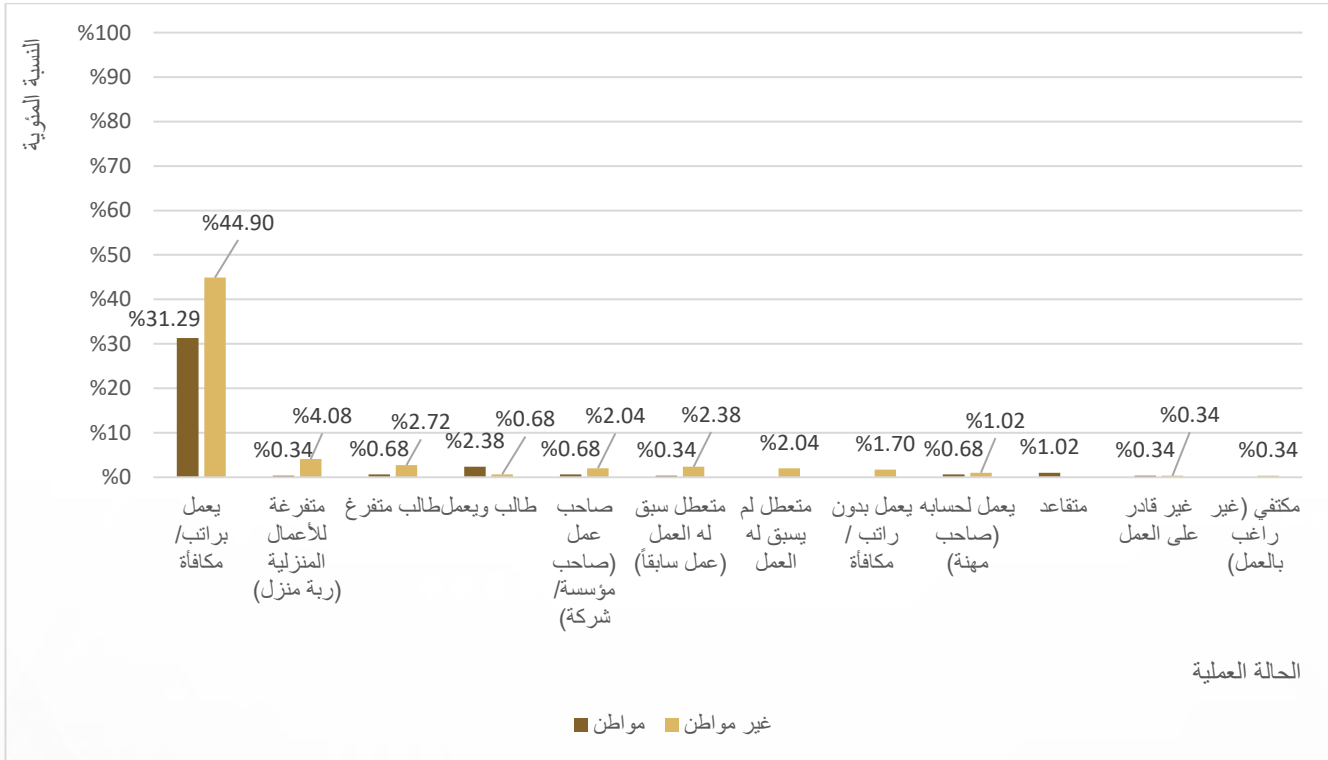 النسبة المئوية
%100
%90
%80
%70
%60
%50
%40
%30
%20
%10
%0
%31.29
%44.90
%0.34
%4.08
%0.68
%2.72
%2.38
%0.68
%0.68
%2.04
%0.34
%2.38
%2.04
%1.70
%0.68
%1.02
%1.02
%0.34
%0.34
%0.34
يعمل
براتب/
مكافأة
متفرغة
للأعمال
المنزلية
(ربة منزل)
طالب متفرغ
طالب ويعمل
صاحب
عمل
(صاحب
مؤسسة/
شركة)
متعطل سبق
له العمل
(عمل سابقاً)
متعطل لم
يسبق له
العمل
يعمل بدون
راتب /
مكافأة
يعمل لحسابه
(صاحب
مهنة)
متقاعد
غير قادر
على العمل
مكتفي (غير
راغب
بالعمل)
الحالة العملية
مواطن
غير مواطن